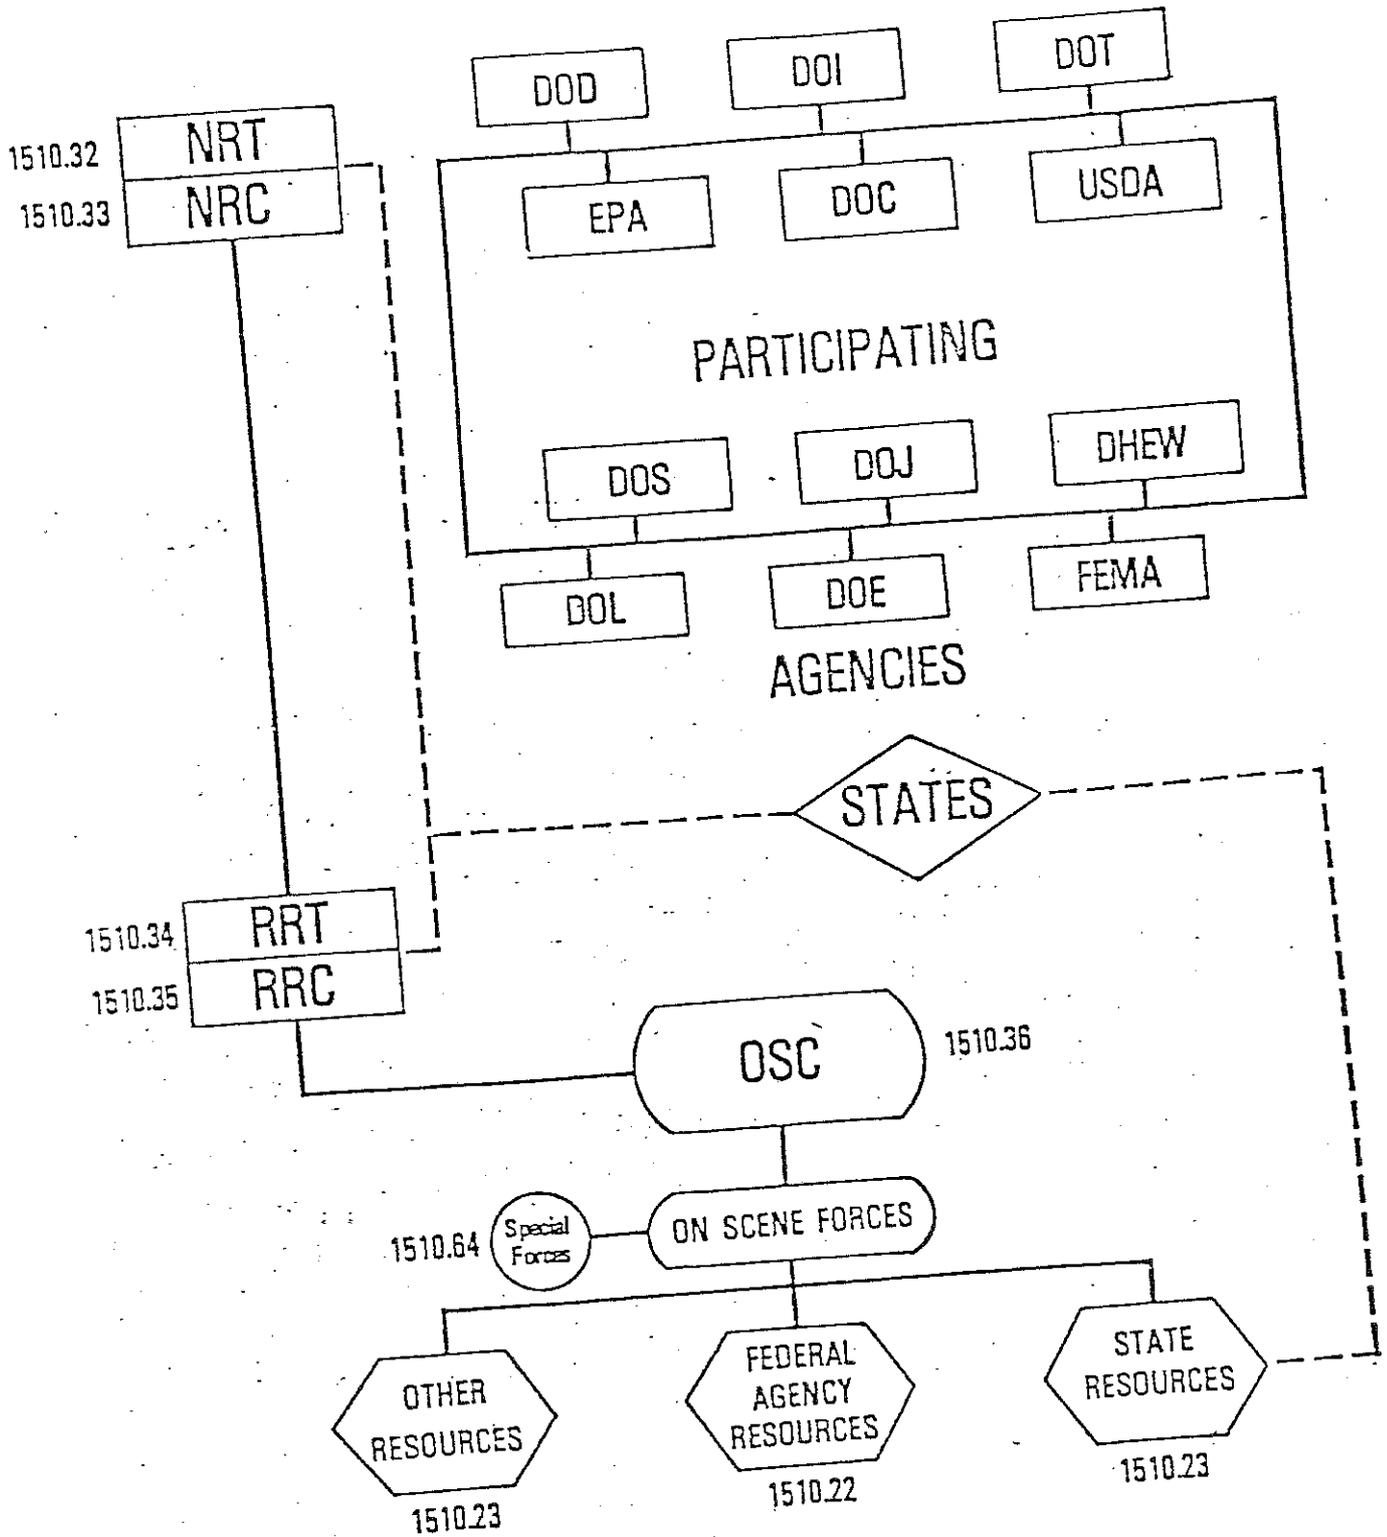 DOD
DOI
DOT
1510.32
NRT
1510.33
NRC
EPA
DOC
USDA
PARTICIPATING
DOS
DOJ
DHEW
DOL
DOE
FEMA
AGENCIES
STATES
1510.34
RRT
1510.35
RRC
OSC
1510.36
1510.64
Special
Forces
ON SCENE FORCES
OTHER
RESOURCES
1510.23
FEDERAL
AGENCY
RESOURCES
1510.22
STATE
RESOURCES
1510.23